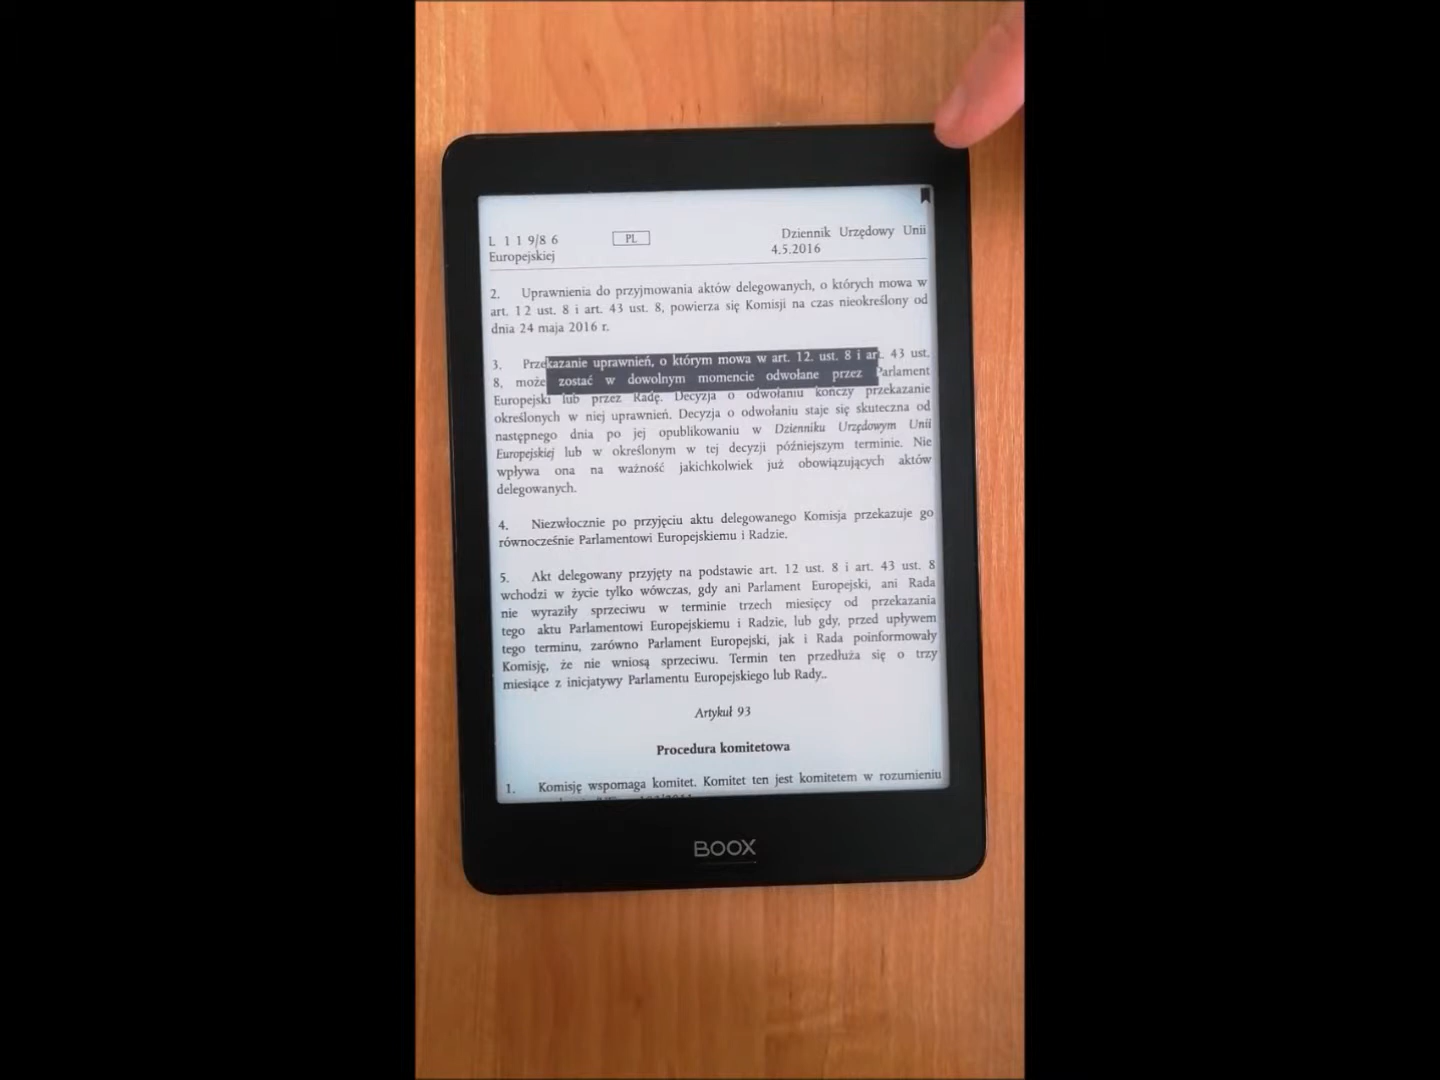 L 1 1 9/8 6 PL Dziennik Urzędowy Unii
Europejskiej 4.5.2016
2. Uprawnienia do przyjmowania aktów delegowanych, o których mowa w
art. 1 2 ust. 8 i art. 43 ust. 8, powierza się Komisji na czas nieokreślony od
dnia 24 maja 2016 r.
3. Przekazanie uprawnień, o którym mowa w art. 12. ust. 8 i art. 43 ust.
8, może zostać w dowolnym momencie odwołane przez Parlament
Europejski lub przez Radę. Decyzja o odwołaniu kończy przekazanie
określonych w niej uprawnień. Decyzja o odwołaniu staje się skuteczna od
następnego dnia po jej opublikowaniu w Dzienniku Urzędowym Unii
Europejskiej lub w określonym w tej decyzji późniejszym terminie. Nie
wpływa ona na ważność jakichkolwiek już obowiązujących aktów
delegowanych.
4. Niezwłocznie po przyjęciu aktu delegowanego Komisja przekazuje go
równocześnie Parlamentowi Europejskiemu i Radzie.
5. Akt delegowany przyjęty na podstawie art. 12 ust. 8 i art. 43 ust. 8
wchodzi w życie tylko wówczas, gdy ani Parlament Europejski, ani Rada
nie wyraziły sprzeciwu w terminie trzech miesięcy od przekazania
tego aktu Parlamentowi Europejskiemu i Radzie, lub gdy, przed upływem
tego terminu, zarówno Parlament Europejski, jak i Rada poinformowały
Komisję, że nie wniosą sprzeciwu. Termin ten przedłuża się o trzy
miesiące z inicjatywy Parlamentu Europejskiego lub Rady..
Artykuł 93
Procedura komitetowa
1. Komisję wspomaga komitet. Komitet ten jest komitetem w rozumieniu
BOOX